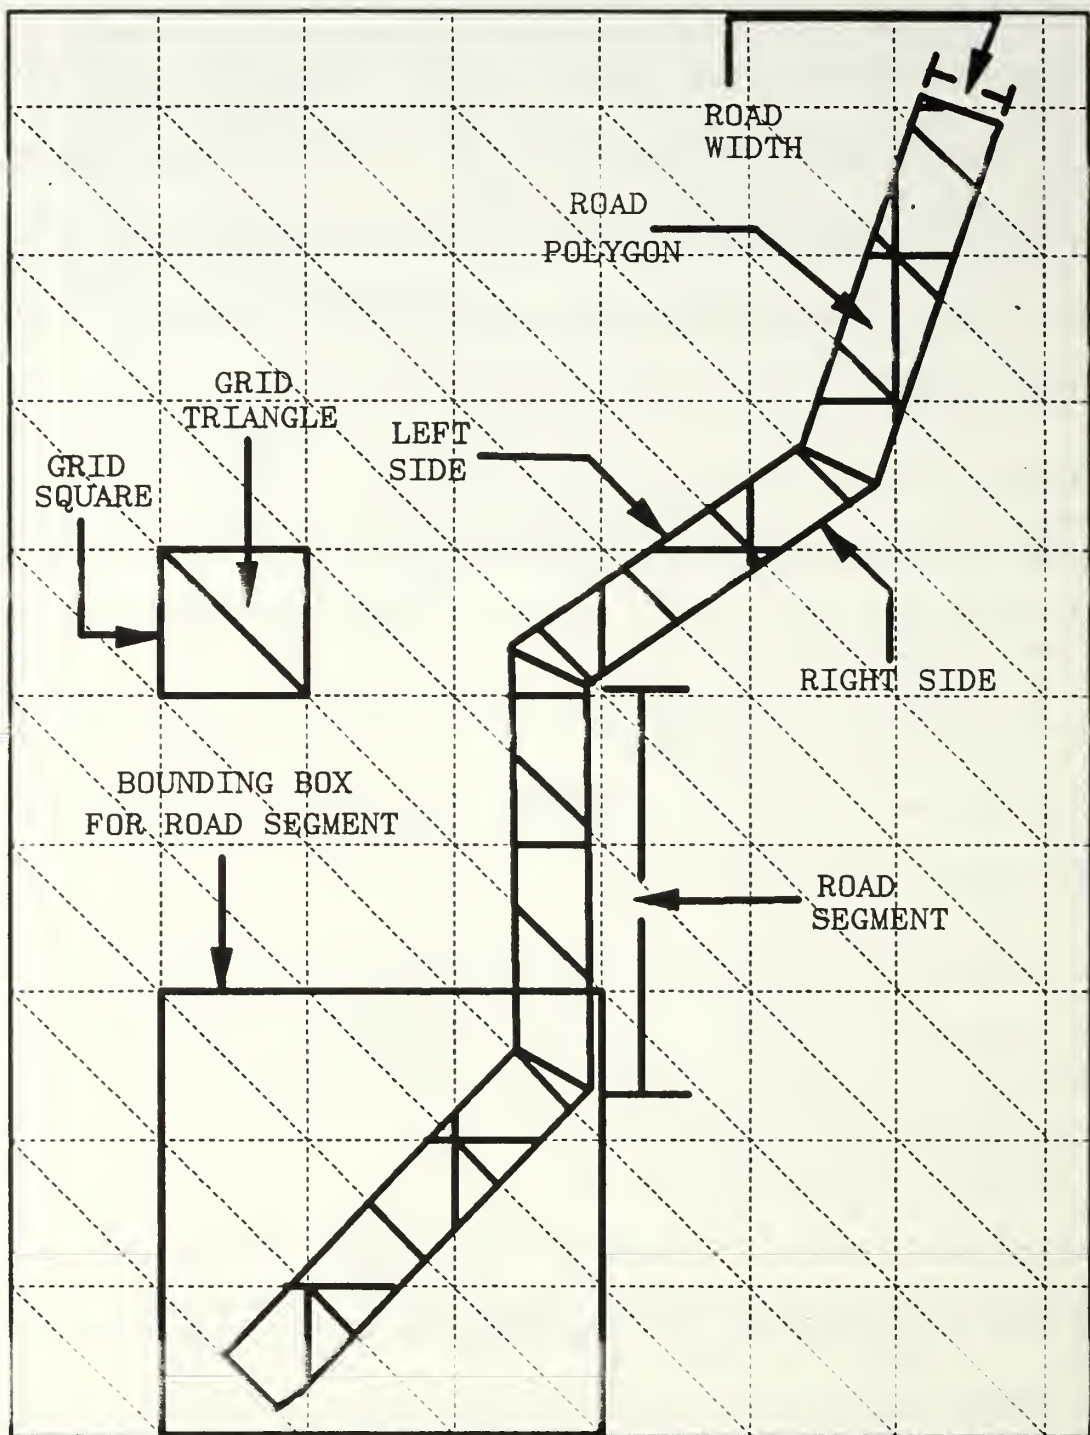 ROAD
WIDTH
ROAD
POLYGON
GRID
TRIANGLE
LEFT
SIDE
GRID
SQUARE
RIGHT SIDE
BOUNDING BOX
FOR ROAD SEGMENT
ROAD
SEGMENT